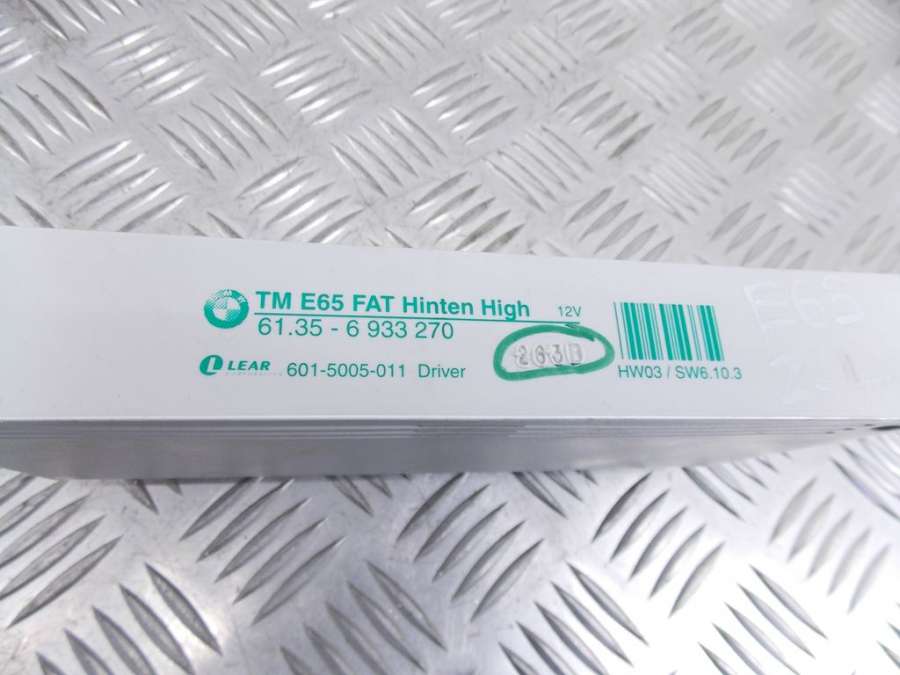 TM E65 FAT Hinten High 12V
61.35 - 6 933 270
LEAR 601-5005-011 Driver
HW03 / SW6.10.3